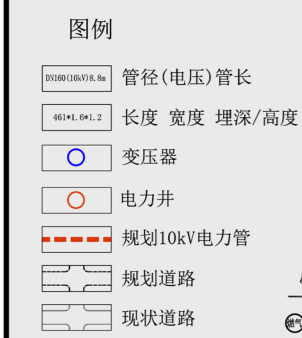 图例
DN160(10kV)8.8m 管径(电压)管长
461*1.6*1.2 长度 宽度 埋深/高度
变压器
电力井
规划10kV电力管
规划道路
现状道路
燃气